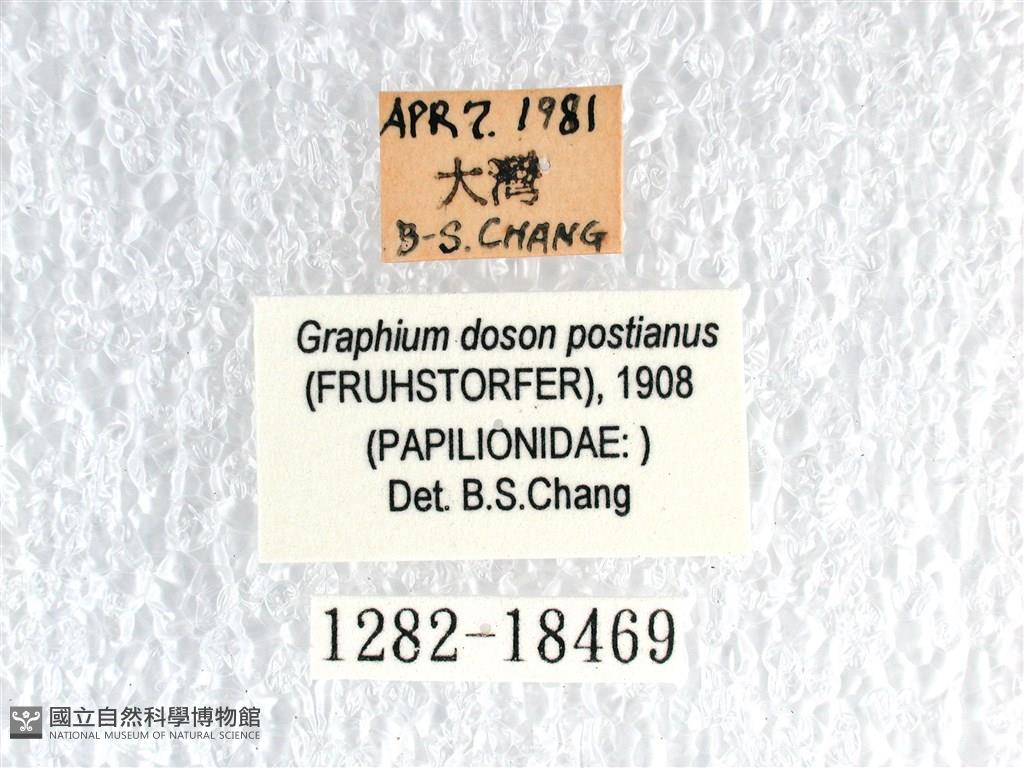 APR 7. 1981
大灣
B-S. CHANG
Graphium doson postianus
(FRUHSTORFER), 1908
(PAPILIONIDAE: )
Det. B.S.Chang
1282-18469
國立自然科學博物館
NATIONAL MUSEUM OF NATURAL SCIENCE